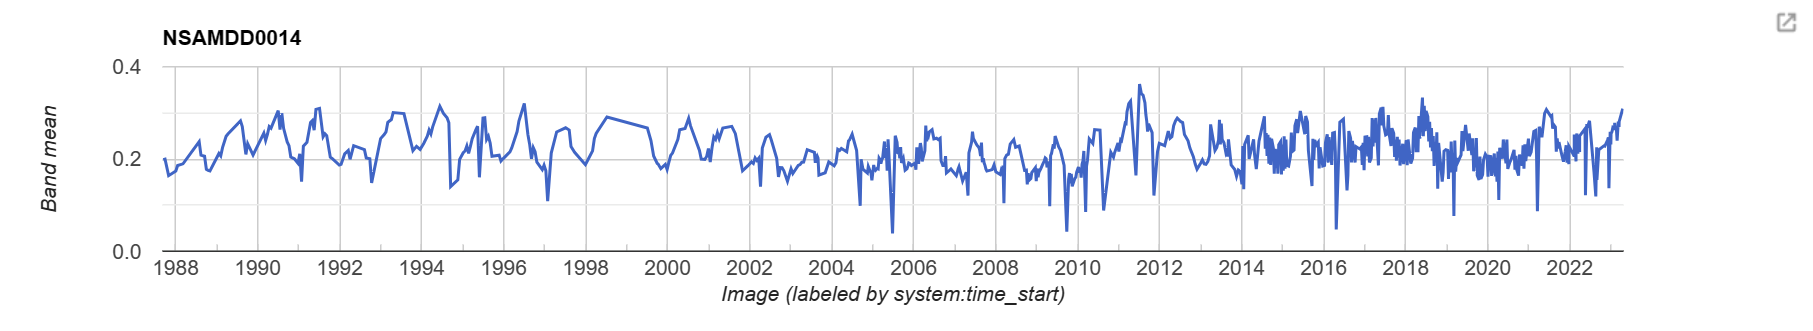 NSAMDD0014
0.4
0.2
0.0
Band mean
1988 1990 1992 1994 1996 1998 2000 2002 2004 2006 2008 2010 2012 2014 2016 2018 2020 2022
Image (labeled by system:time_start)